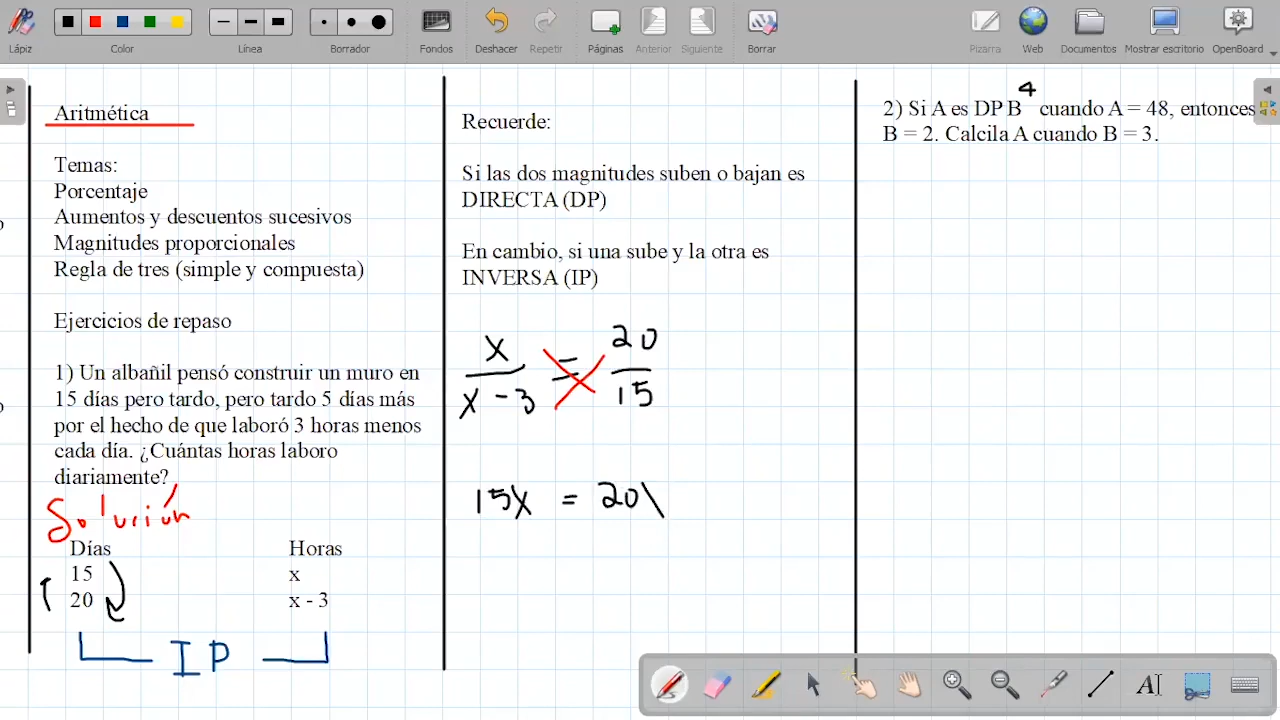 Lápiz
Color
Línea
Borrador
Fondos
Deshacer
Repetir
Páginas
Anterior
Siguiente
Borrar
Pizarra
Web
Documentos
Mostrar escritorio
OpenBoard
Aritmética
Temas:
Porcentaje
Aumentos y descuentos sucesivos
Magnitudes proporcionales
Regla de tres (simple y compuesta)
Ejercicios de repaso
1) Un albañil pensó construir un muro en
15 días pero tardo, pero tardo 5 días más
por el hecho de que laboró 3 horas menos
cada día. ¿Cuántas horas laboro
diariamente?
Solución
Días Horas
15 x
20 x - 3
IP
Recuerde:
Si las dos magnitudes suben o bajan es
DIRECTA (DP)
En cambio, si una sube y la otra es
INVERSA (IP)
x = 20
x - 3 15
15x = 20\
2) Si A es DP B⁴ cuando A = 48, entonces
B = 2. Calcila A cuando B = 3.